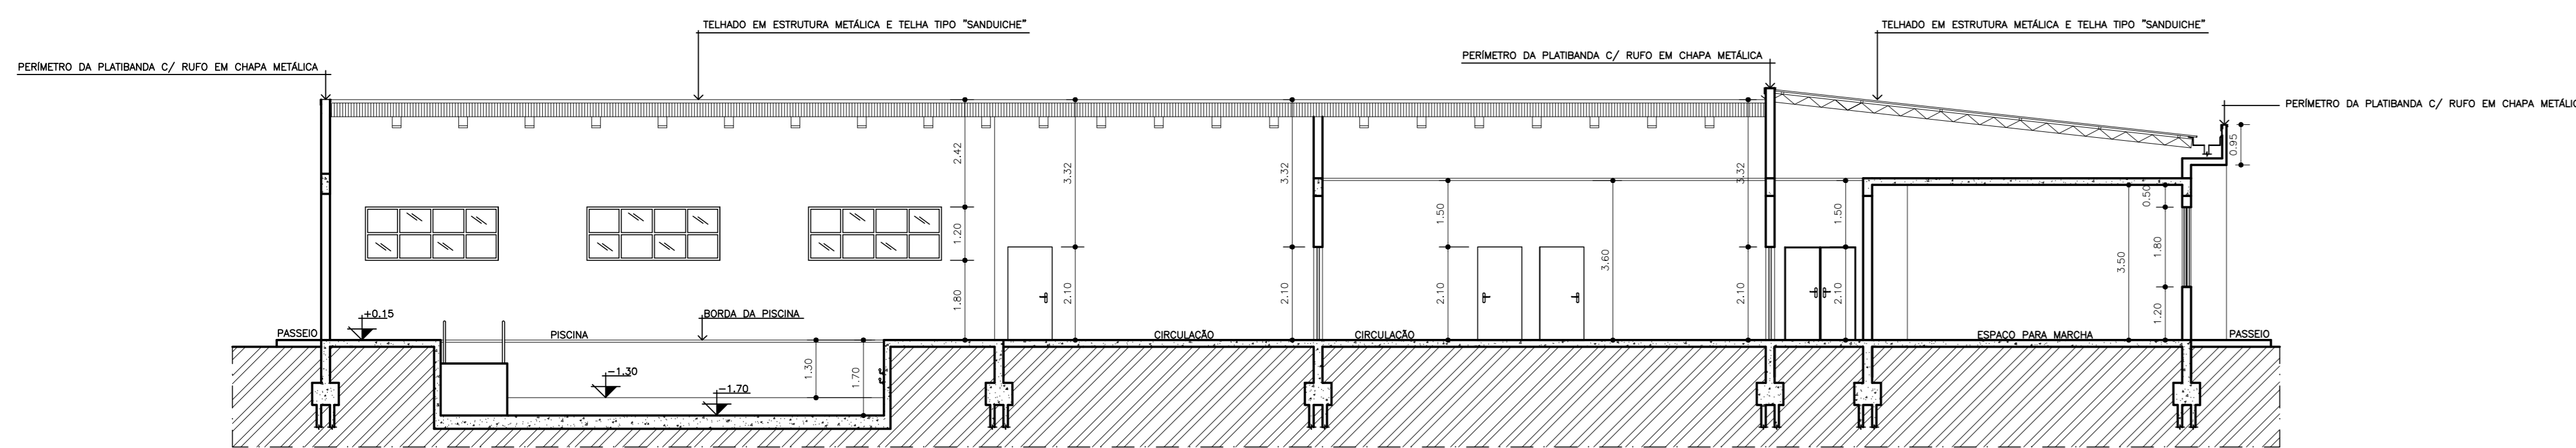 TELHADO EM ESTRUTURA METÁLICA E TELHA TIPO "SANDUICHE"
TELHADO EM ESTRUTURA METÁLICA E TELHA TIPO "SANDUICHE"
PERÍMETRO DA PLATIBANDA C/ RUFO EM CHAPA METÁLICA
PERÍMETRO DA PLATIBANDA C/ RUFO EM CHAPA METÁLICA
PERÍMETRO DA PLATIBANDA C/ RUFO EM CHAPA METÁLIC
2.42
3.32
3.32
3.32
0.95
1.20
1.50
3.60
1.50
0.50
1.80
3.50
1.80
2.10
2.10
2.10
2.10
2.10
1.20
+0.15
BORDA DA PISCINA
PASSEIO
PISCINA
CIRCULAÇÃO
CIRCULAÇÃO
ESPAÇO PARA MARCHA
PASSEIO
1.30
1.70
-1.30
-1.70